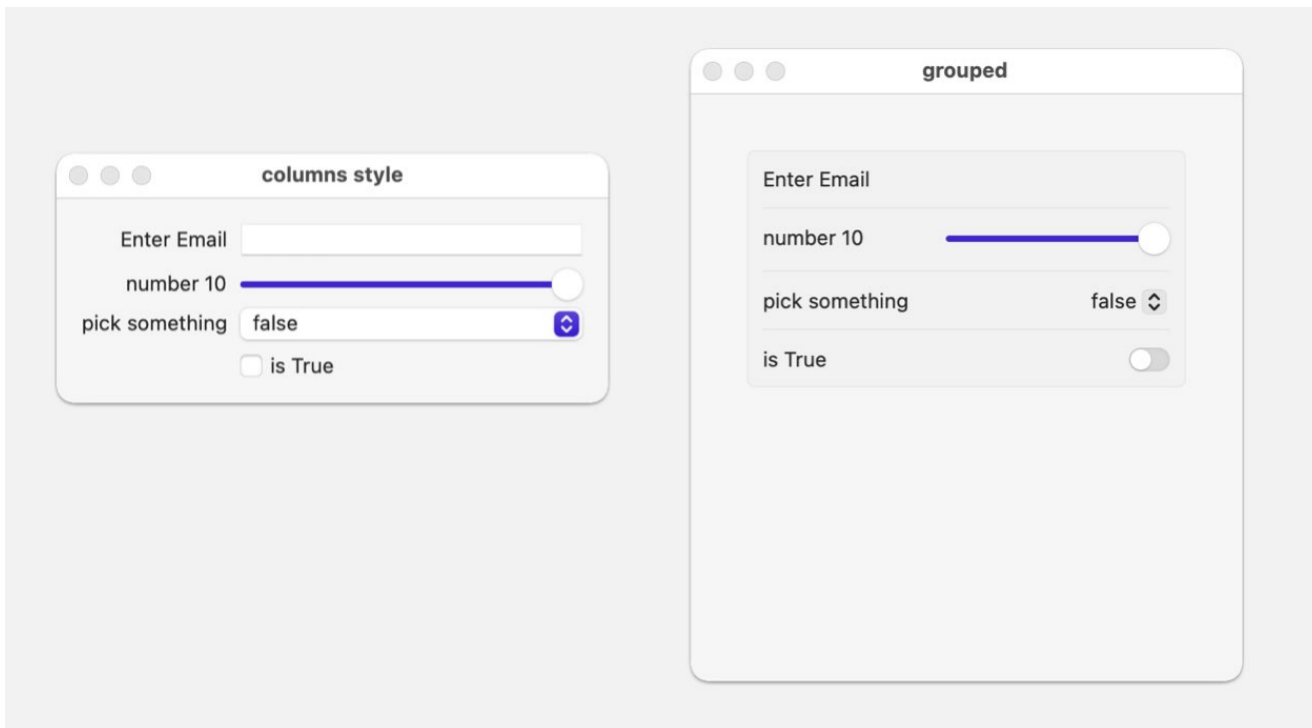 columns style
Enter Email
number 10
pick something false
is True
grouped
Enter Email
number 10
pick something false
is True